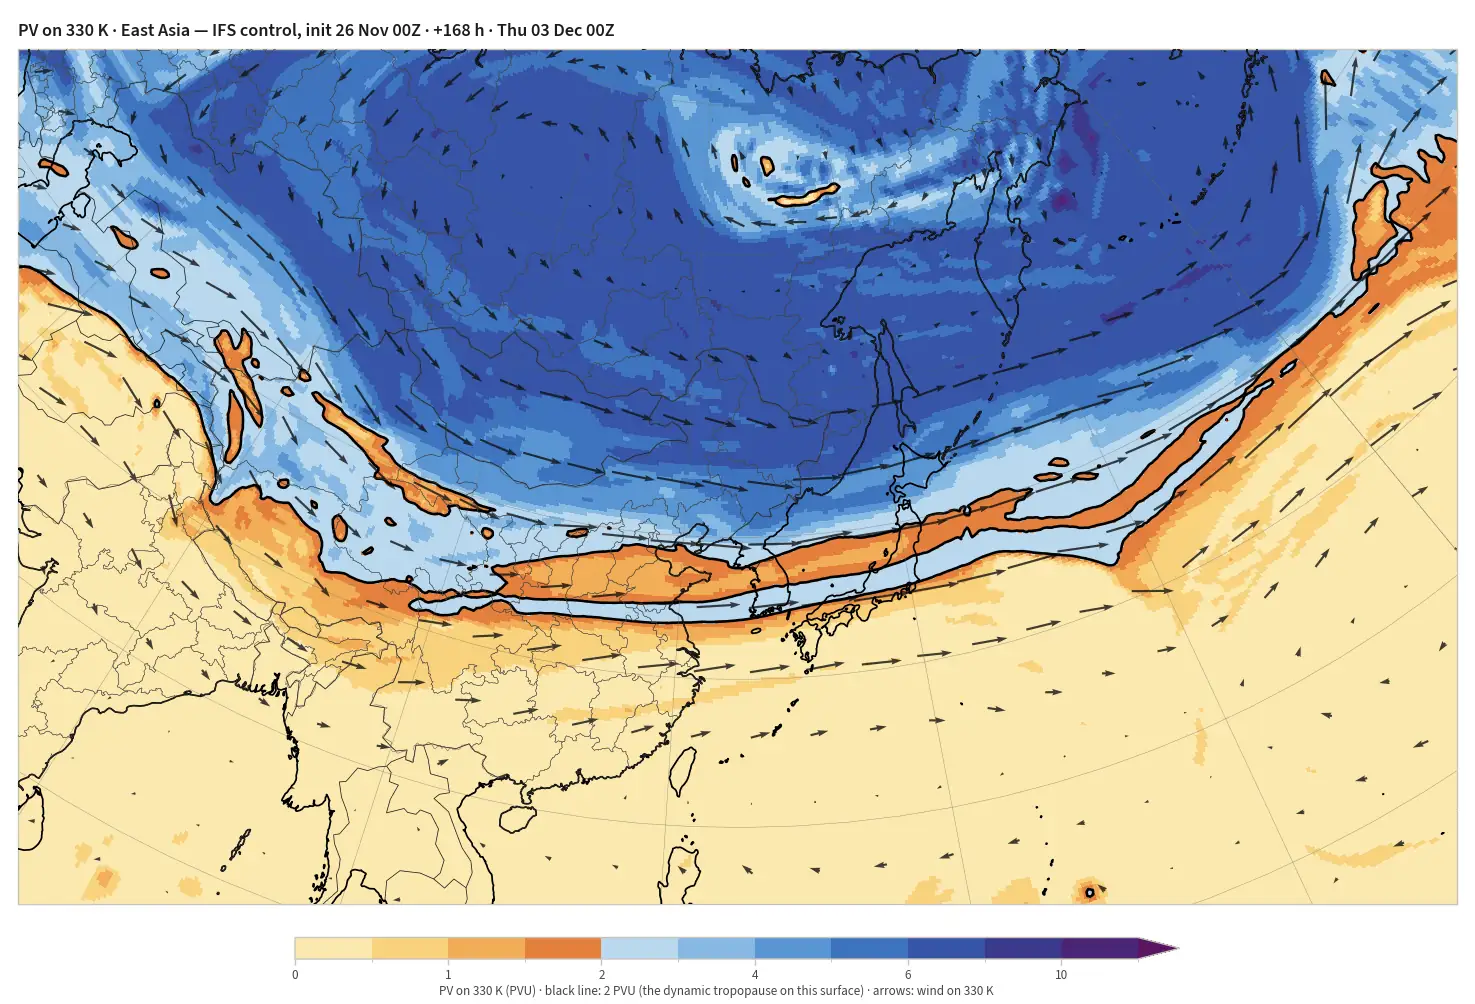 PV on 330 K · East Asia — IFS control, init 26 Nov 00Z · +168 h · Thu 03 Dec 00Z
0 1 2 4 6 10
PV on 330 K (PVU) · black line: 2 PVU (the dynamic tropopause on this surface) · arrows: wind on 330 K